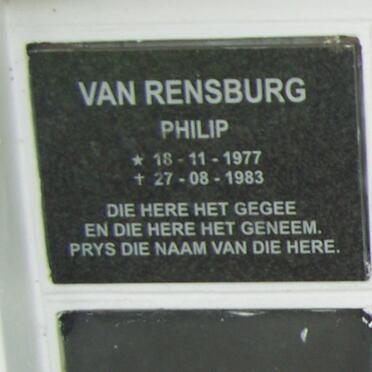 VAN RENSBURG
PHILIP
★ 18 - 11 - 1977
✝ 27 - 08 - 1983
DIE HERE HET GEGEE
EN DIE HERE HET GENEEM.
PRYS DIE NAAM VAN DIE HERE.